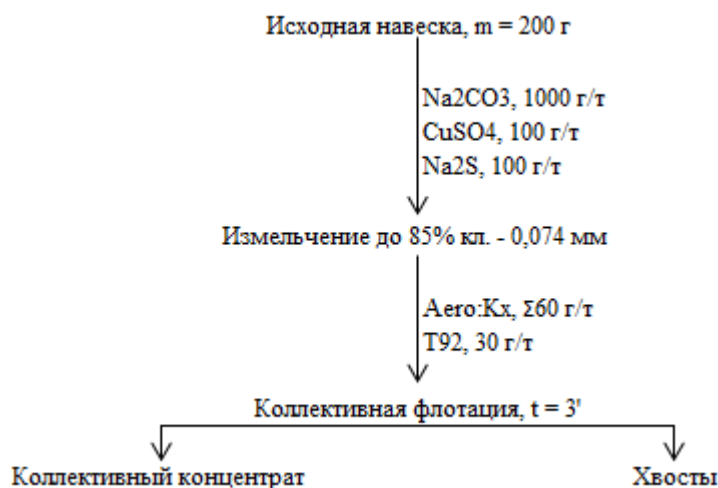 Исходная навеска, m = 200 г
Na2CO3, 1000 г/т
CuSO4, 100 г/т
Na2S, 100 г/т
Измельчение до 85% кл. - 0,074 мм
Aero:Kx, Σ60 г/т
T92, 30 г/т
Коллективная флотация, t = 3'
Коллективный концентрат
Хвосты